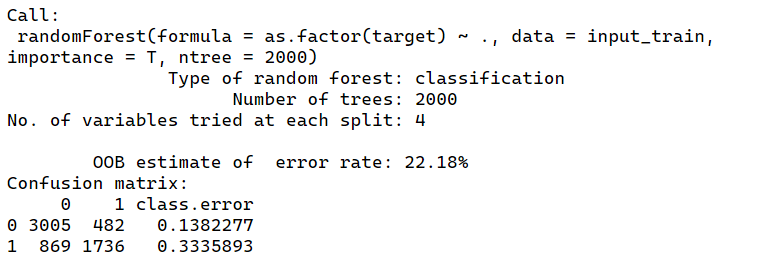 Call:
 randomForest(formula = as.factor(target) ~ ., data = input_train,
importance = T, ntree = 2000)
               Type of random forest: classification
                     Number of trees: 2000
No. of variables tried at each split: 4

        OOB estimate of  error rate: 22.18%
Confusion matrix:
     0    1 class.error
0 3005  482   0.1382277
1  869 1736   0.3335893